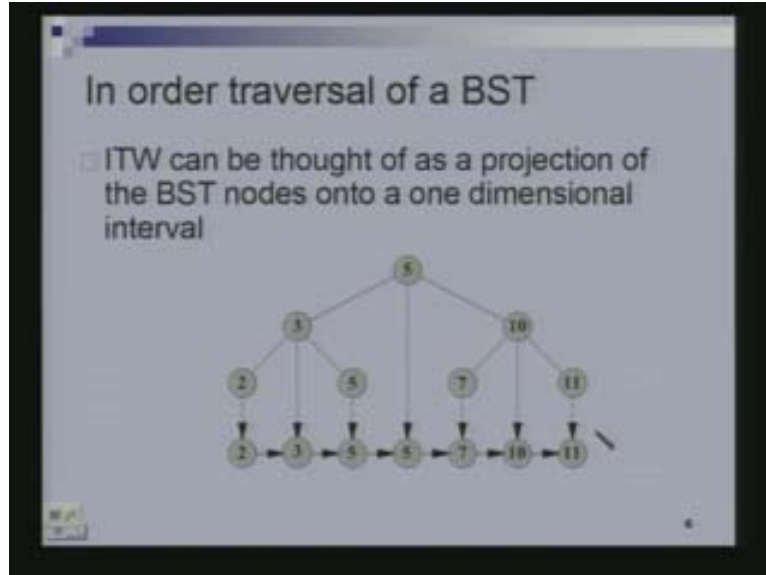 In order traversal of a BST
ITW can be thought of as a projection of
the BST nodes onto a one dimensional
interval
5
3 10
2 5 7 11
2 3 5 5 7 10 11
6